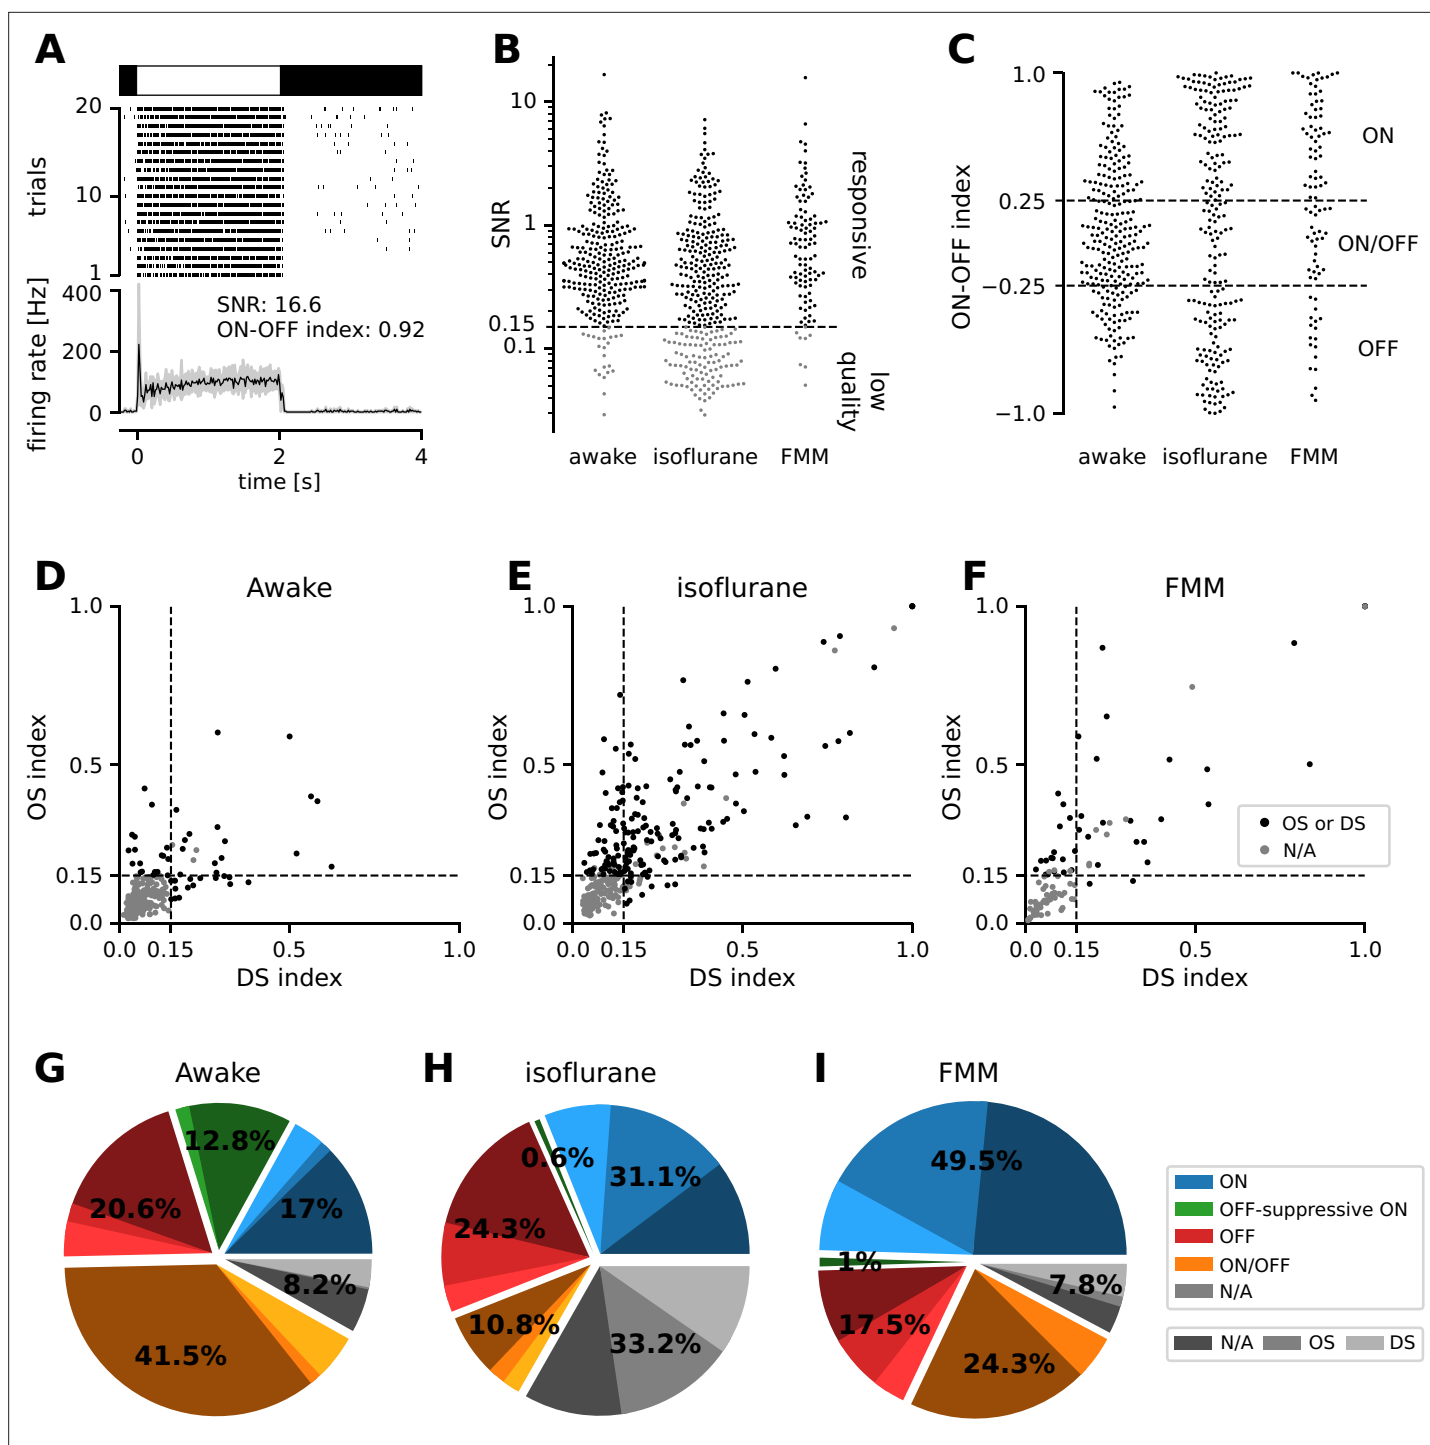 A
20
10
1
trials
400
200
0
firing rate [Hz]
SNR: 16.6
ON-OFF index: 0.92
0
2
4
time [s]
B
10
1
0.15
0.1
SNR
responsive
low
quality
awake
isoflurane
FMM
C
1.0
0.25
−0.25
−1.0
ON-OFF index
ON
ON/OFF
OFF
awake
isoflurane
FMM
D
Awake
1.0
0.5
0.15
0.0
OS index
0.0
0.15
0.5
1.0
DS index
E
isoflurane
1.0
0.5
0.15
0.0
OS index
0.0
0.15
0.5
1.0
DS index
F
FMM
1.0
0.5
0.15
0.0
OS index
0.0
0.15
0.5
1.0
DS index
OS or DS
N/A
G
Awake
12.8%
20.6%
17%
8.2%
41.5%
H
isoflurane
0.6%
31.1%
24.3%
10.8%
33.2%
I
FMM
49.5%
1%
7.8%
17.5%
24.3%
ON
OFF-suppressive ON
OFF
ON/OFF
N/A
N/A OS DS